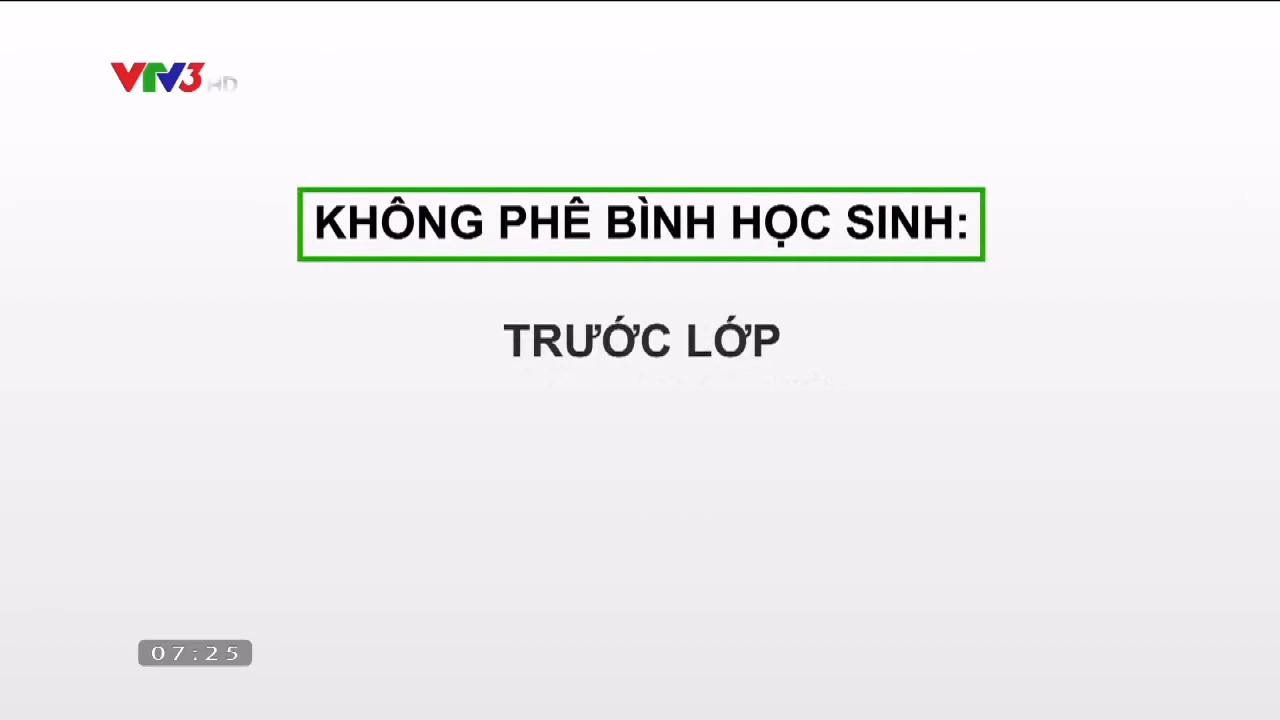 VTV3 HD
KHÔNG PHÊ BÌNH HỌC SINH:
TRƯỚC LỚP
07:25